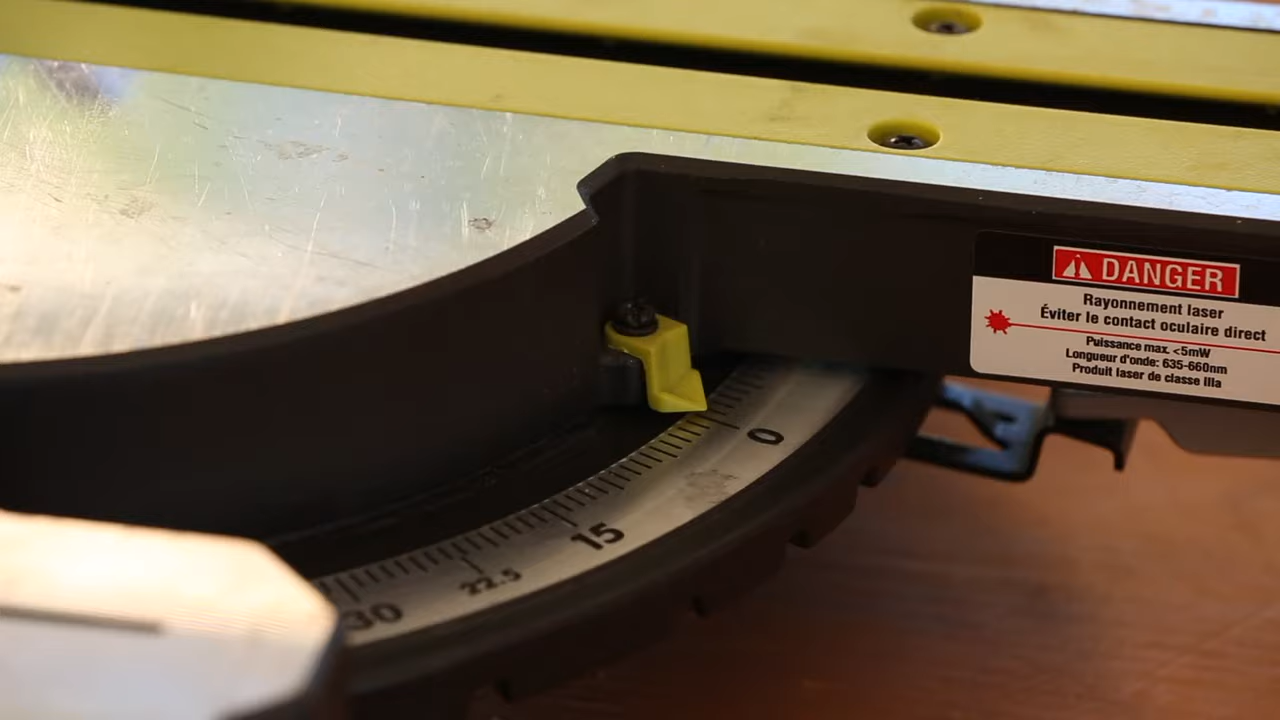 DANGER
Rayonnement laser
Éviter le contact oculaire direct
Puissance max. <5mW
Longueur d'onde: 635-660nm
Produit laser de classe IIIa
0
15
22.5
30